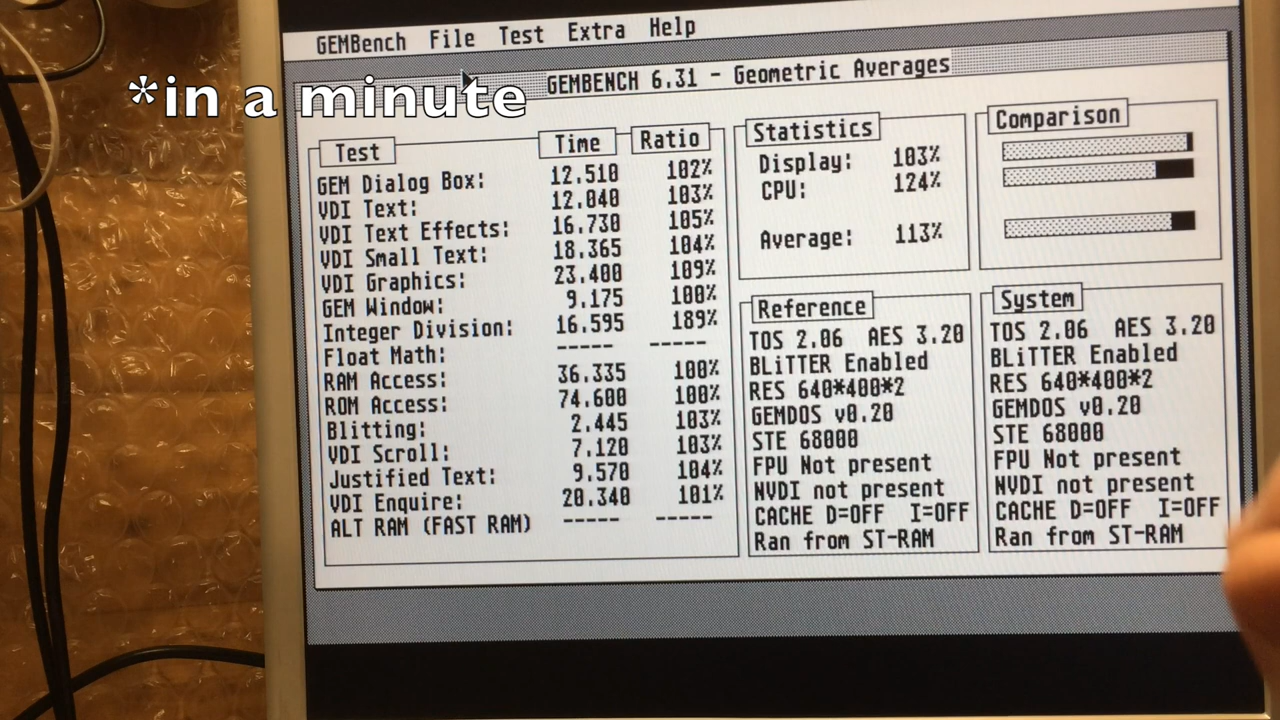 GEMBench File Test Extra Help
*in a minute
GEMBENCH 6.31 - Geometric Averages
Test Time Ratio
GEM Dialog Box: 12.510 102%
VDI Text: 12.040 103%
VDI Text Effects: 16.730 105%
VDI Small Text: 18.365 104%
VDI Graphics: 23.400 109%
GEM Window: 9.175 100%
Integer Division: 16.595 189%
Float Math: ----- -----
RAM Access: 36.335 100%
ROM Access: 74.600 100%
Blitting: 2.445 103%
VDI Scroll: 7.120 103%
Justified Text: 9.570 104%
VDI Enquire: 20.340 101%
ALT RAM (FAST RAM) ----- -----
Statistics
Display: 103%
CPU: 124%
Average: 113%
Comparison
Reference
TOS 2.06 AES 3.20
BLiTTER Enabled
RES 640*400*2
GEMDOS v0.20
STE 68000
FPU Not present
NVDI not present
CACHE D=OFF I=OFF
Ran from ST-RAM
System
TOS 2.06 AES 3.20
BLiTTER Enabled
RES 640*400*2
GEMDOS v0.20
STE 68000
FPU Not present
NVDI not present
CACHE D=OFF I=OFF
Ran from ST-RAM